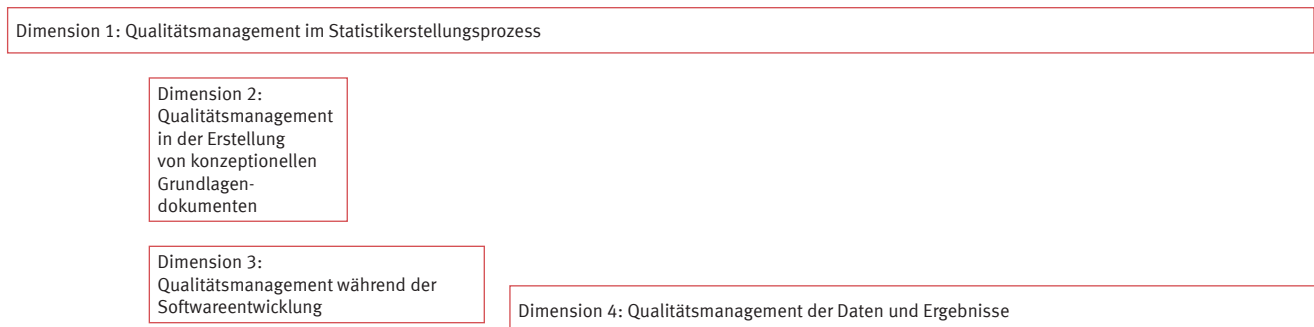 Dimension 1: Qualitätsmanagement im Statistikerstellungsprozess
Dimension 2:
Qualitätsmanagement
in der Erstellung
von konzeptionellen
Grundlagen-
dokumenten
Dimension 3:
Qualitätsmanagement während der
Softwareentwicklung
Dimension 4: Qualitätsmanagement der Daten und Ergebnisse